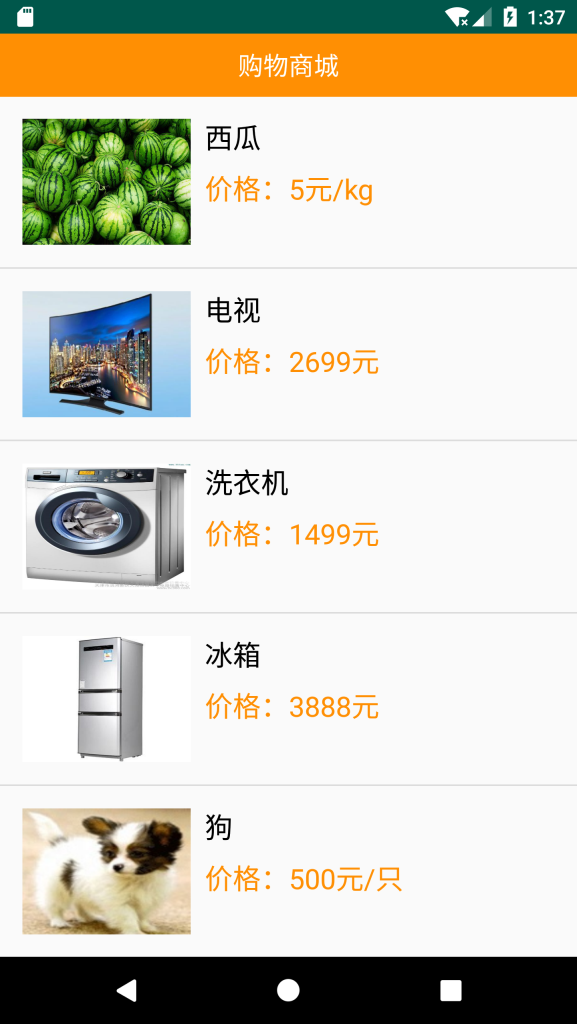 1:37
购物商城
西瓜
价格：5元/kg
电视
价格：2699元
洗衣机
价格：1499元
冰箱
价格：3888元
狗
价格：500元/只